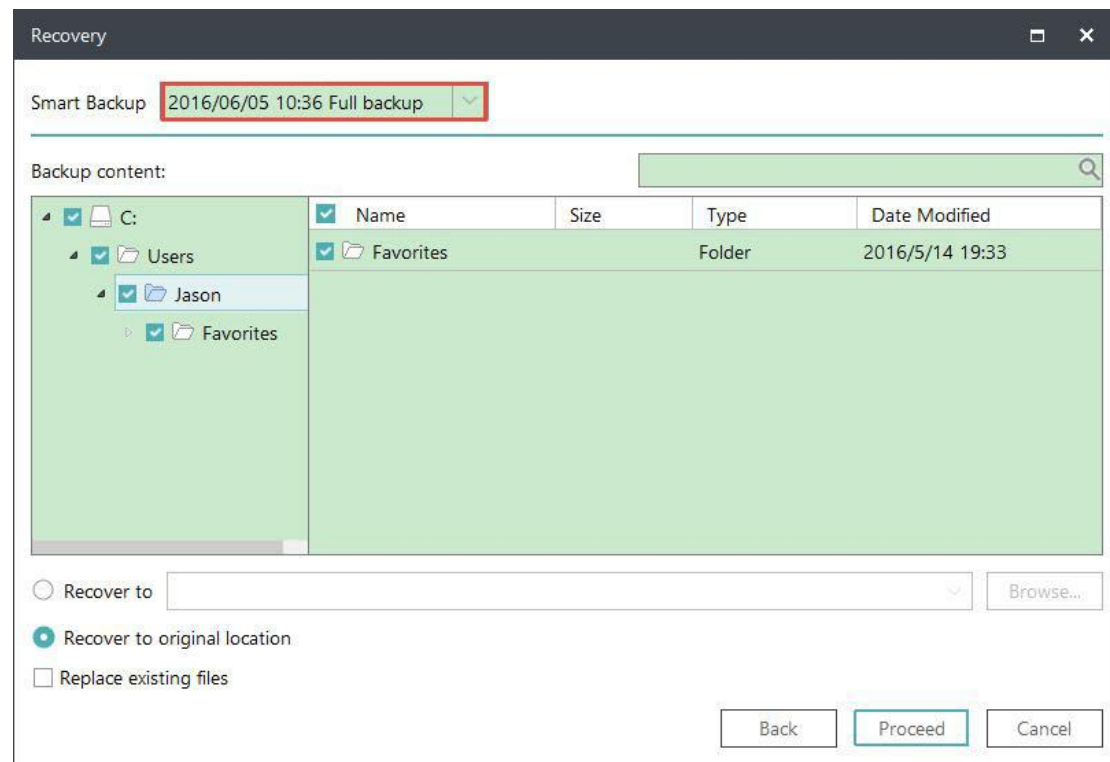 Recovery
Smart Backup 2016/06/05 10:36 Full backup
Backup content:
C:
Users
Jason
Favorites
Name Size Type Date Modified
Favorites Folder 2016/5/14 19:33
Recover to Browse...
Recover to original location
Replace existing files
Back Proceed Cancel